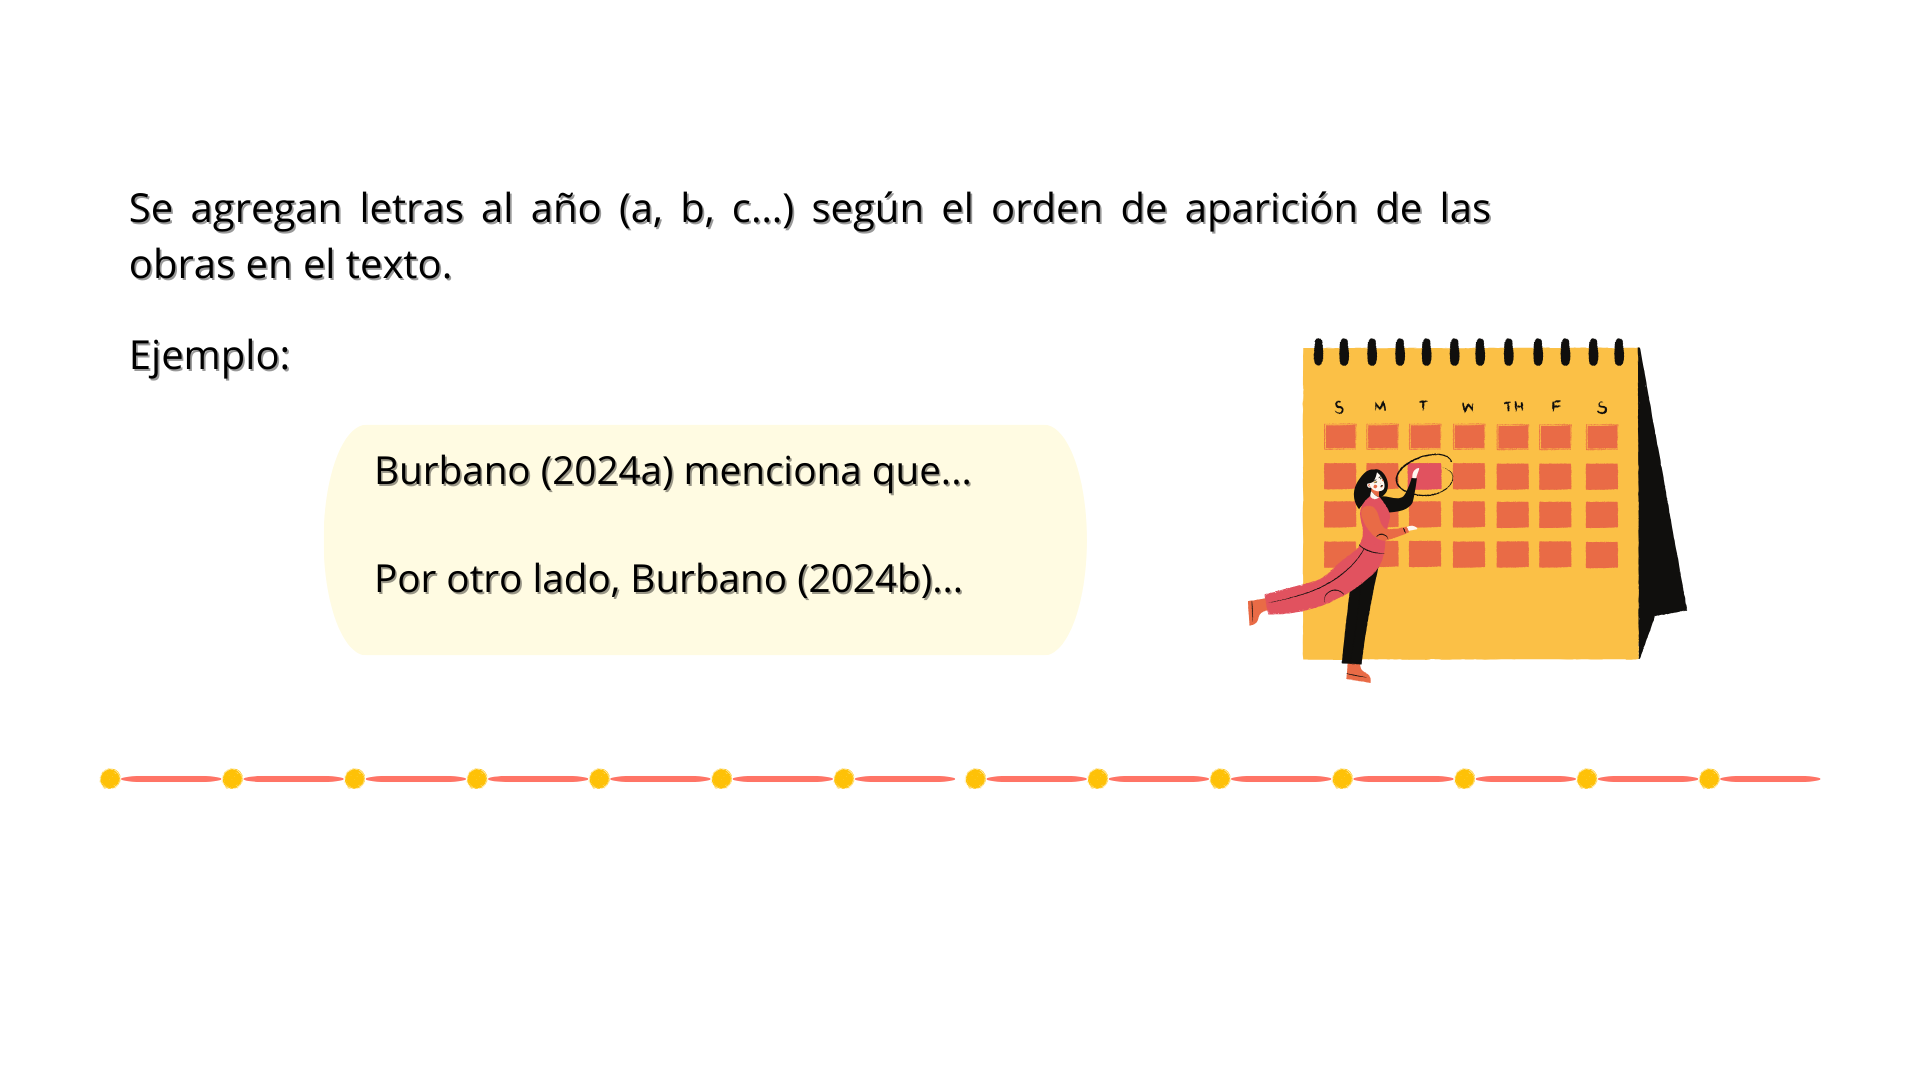 Se agregan letras al año (a, b, c...) según el orden de aparición de las
obras en el texto.
Ejemplo:
Burbano (2024a) menciona que...
Por otro lado, Burbano (2024b)...
S M T W TH F S